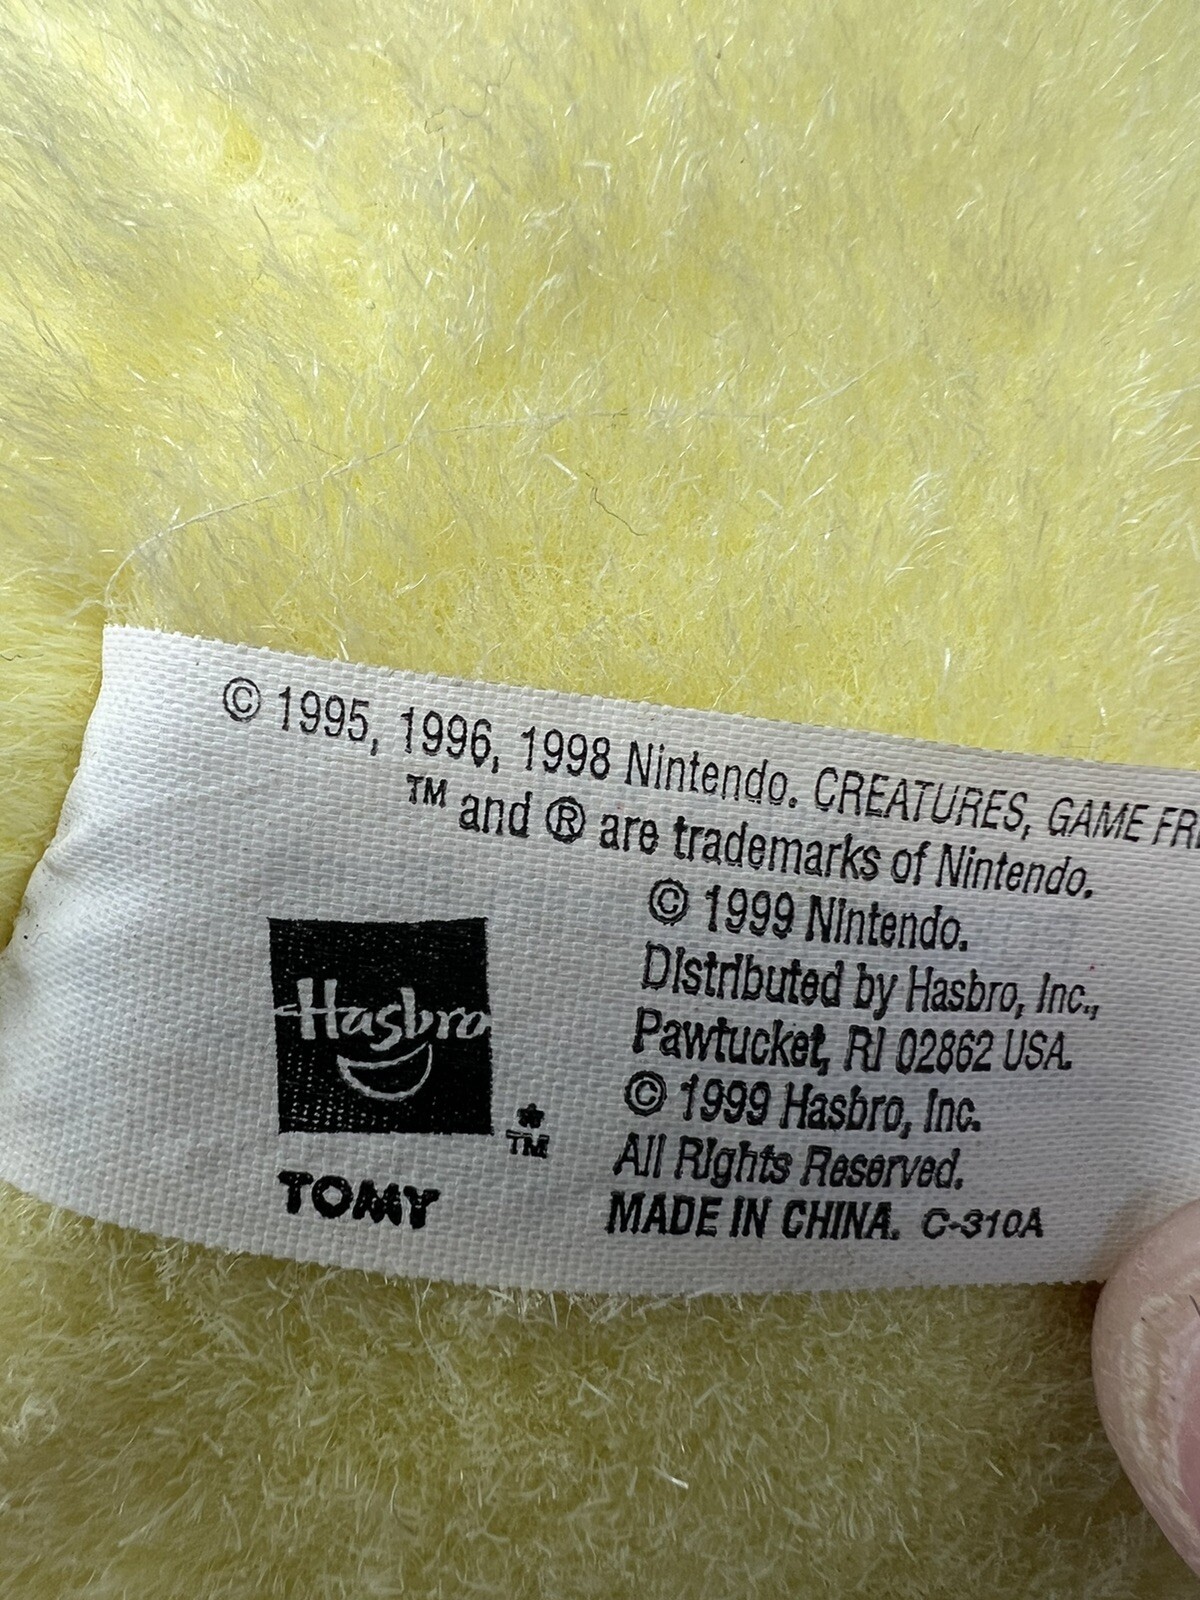 © 1995, 1996, 1998 Nintendo. CREATURES, GAME
™ and ® are trademarks of Nintendo.
© 1999 Nintendo.
Distributed by Hasbro, Inc.,
Pawtucket, RI 02862 USA.
© 1999 Hasbro, Inc.
All Rights Reserved.
MADE IN CHINA. C-310A
Hasbro
*™
TOMY